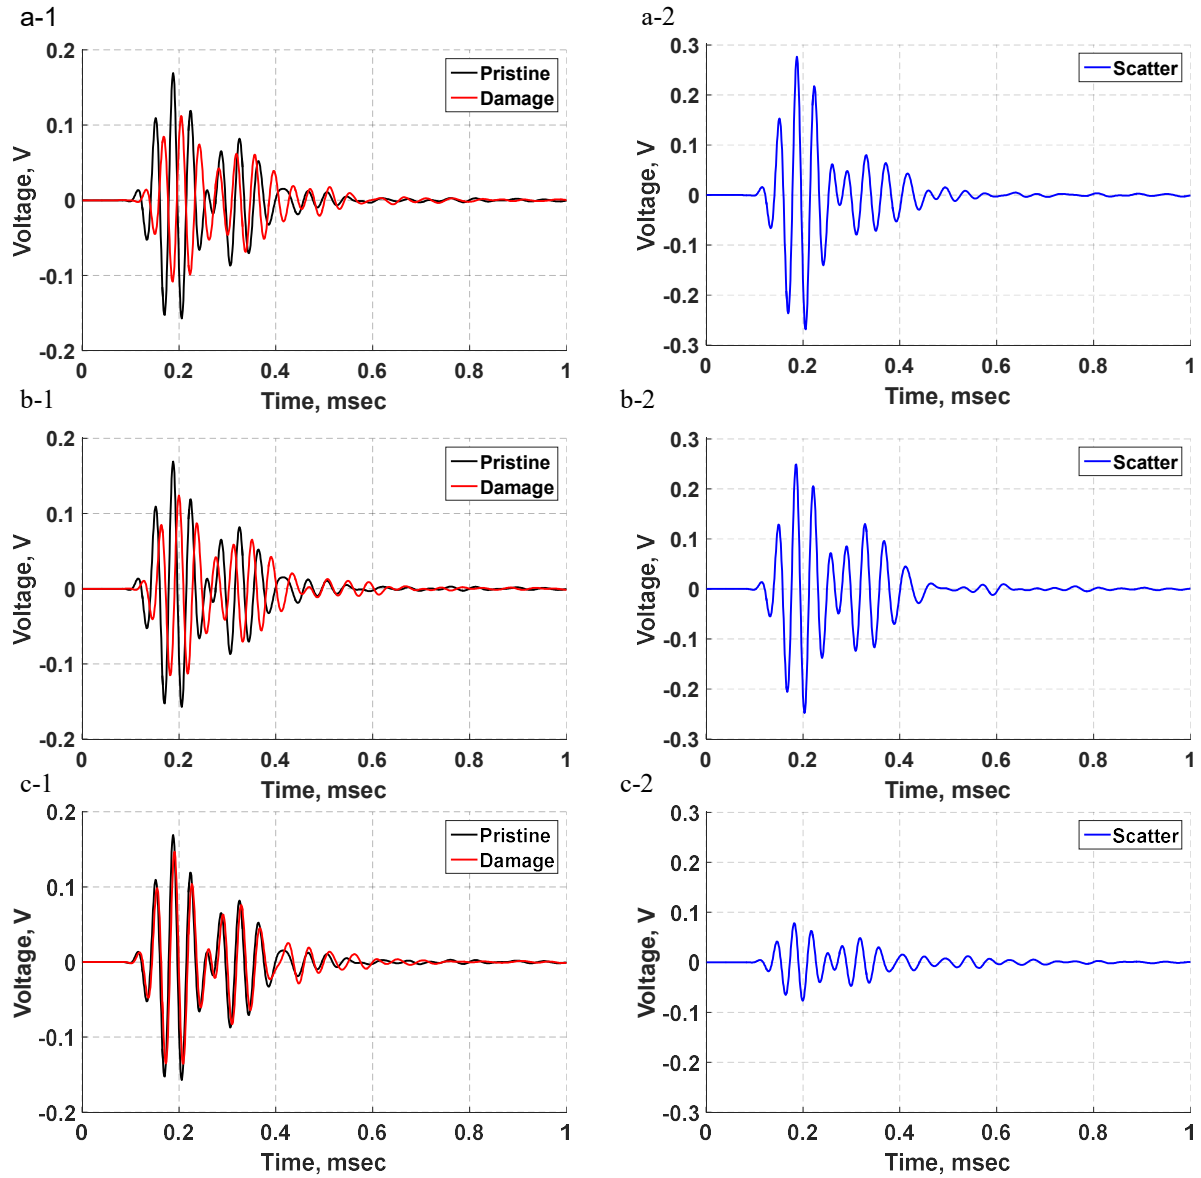 a-1
0.2
0.1
0
-0.1
-0.2
Voltage, V
Pristine
Damage
0 0.2 0.4 0.6 0.8 1
Time, msec
a-2
0.3
0.2
0.1
0
-0.1
-0.2
-0.3
Voltage, V
Scatter
0 0.2 0.4 0.6 0.8 1
Time, msec
b-1
0.2
0.1
0
-0.1
-0.2
Voltage, V
Pristine
Damage
0 0.2 0.4 0.6 0.8 1
Time, msec
b-2
0.3
0.2
0.1
0
-0.1
-0.2
-0.3
Voltage, V
Scatter
0 0.2 0.4 0.6 0.8 1
Time, msec
c-1
0.2
0.1
0
-0.1
-0.2
Voltage, V
Pristine
Damage
0 0.2 0.4 0.6 0.8 1
Time, msec
c-2
0.3
0.2
0.1
0
-0.1
-0.2
-0.3
Voltage, V
Scatter
0 0.2 0.4 0.6 0.8 1
Time, msec